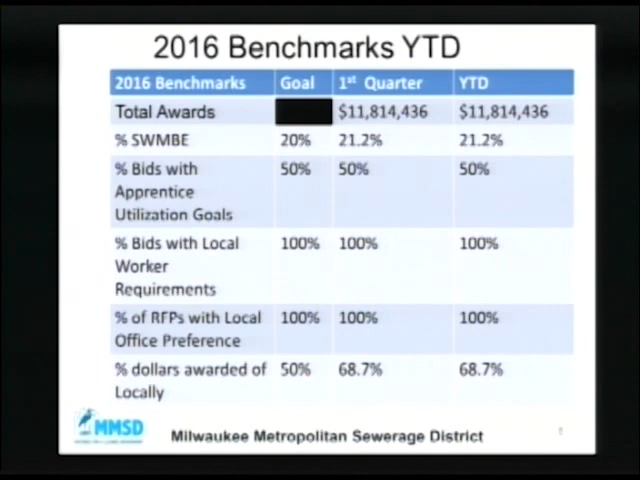 2016 Benchmarks YTD
2016 Benchmarks Goal 1st Quarter YTD
Total Awards $11,814,436 $11,814,436
% SWMBE 20% 21.2% 21.2%
% Bids with 50% 50% 50%
Apprentice
Utilization Goals
% Bids with Local 100% 100% 100%
Worker
Requirements
% of RFPs with Local 100% 100% 100%
Office Preference
% dollars awarded of 50% 68.7% 68.7%
Locally
MMSD
Milwaukee Metropolitan Sewerage District